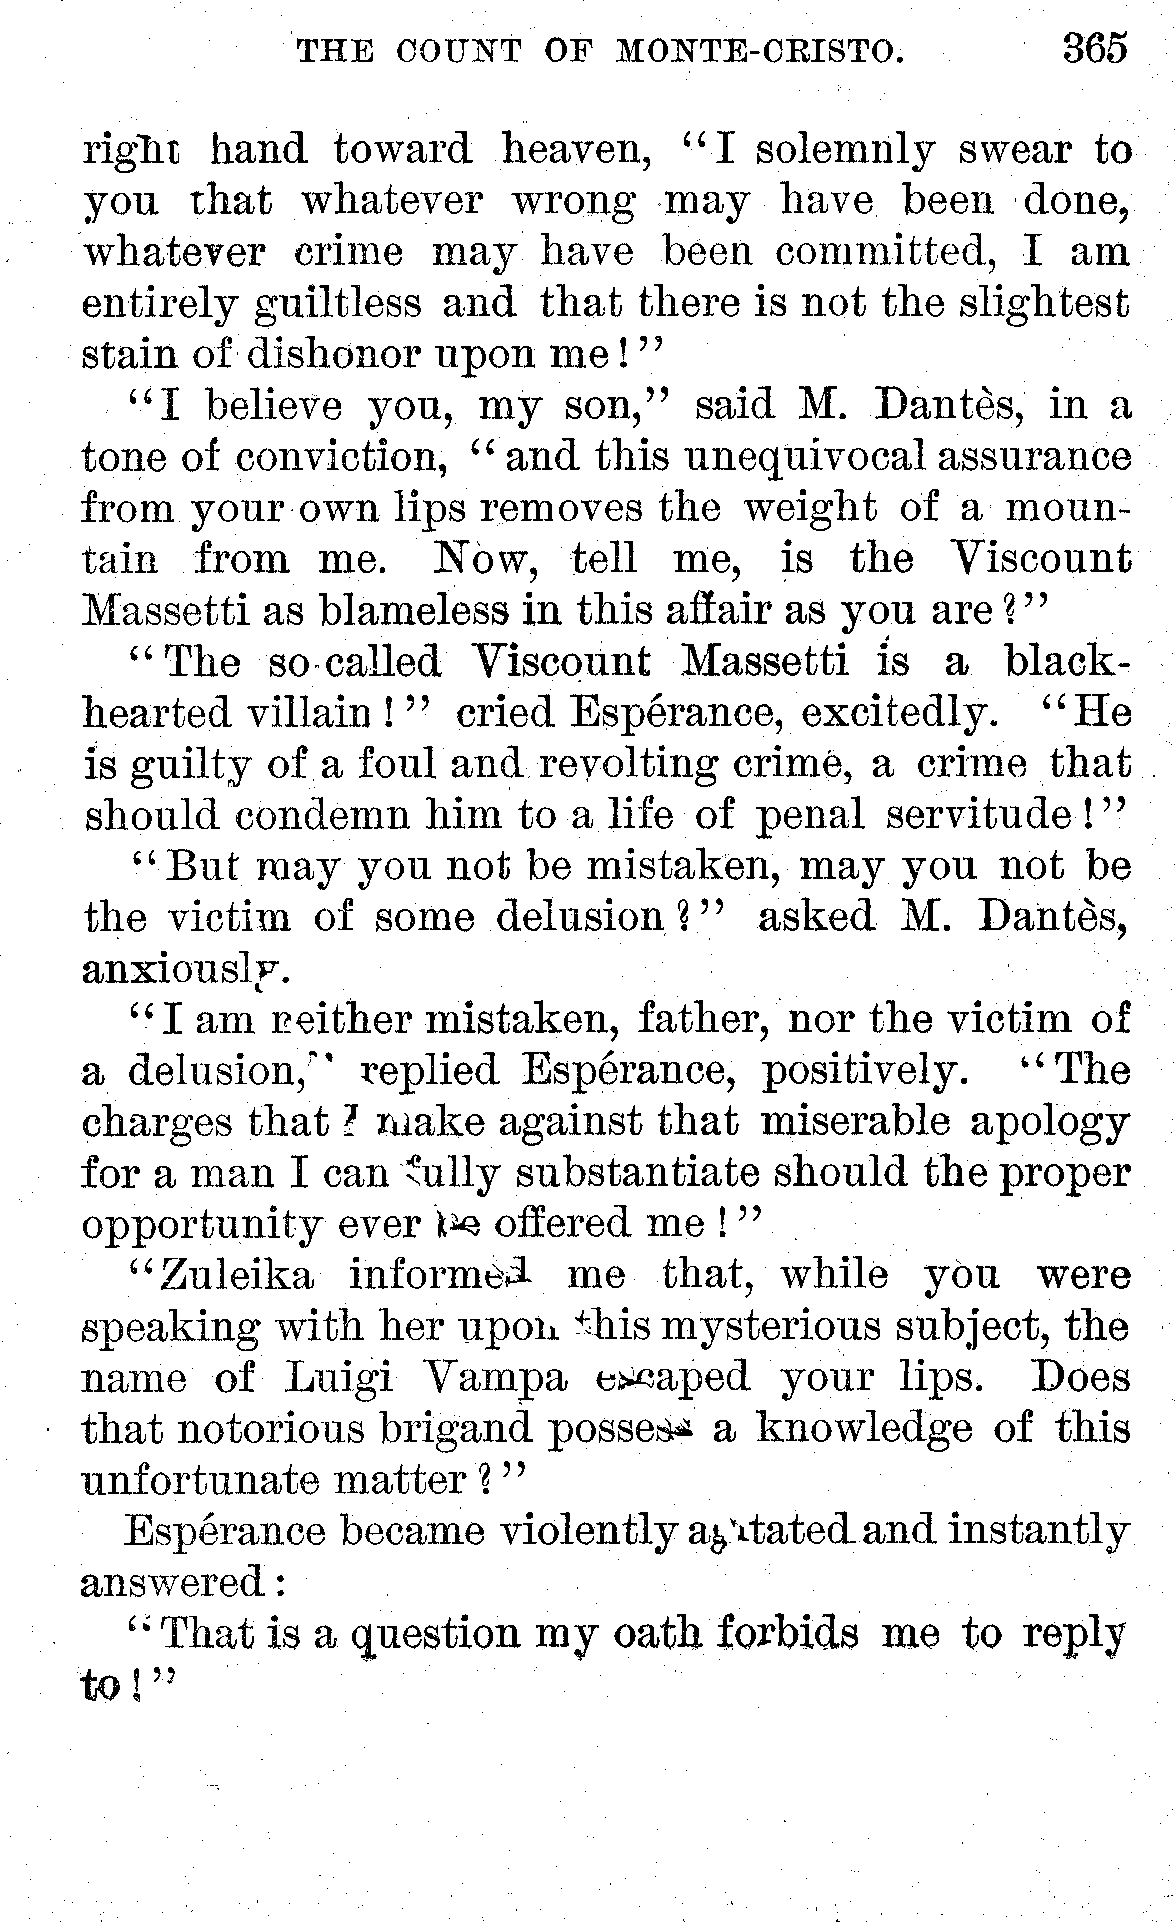 THE COUNT OF MONTE-CRISTO. 365
right hand toward heaven, “I solemnly swear to
you that whatever wrong may have been done,
whatever crime may have been committed, I am
entirely guiltless and that there is not the slightest
stain of dishonor upon me!”
“I believe you, my son,” said M. Dantès, in a
tone of conviction, “and this unequivocal assurance
from your own lips removes the weight of a moun-
tain from me. Now, tell me, is the Viscount
Massetti as blameless in this affair as you are?”
“The so-called Viscount Massetti is a black-
hearted villain!” cried Espérance, excitedly. “He
is guilty of a foul and revolting crime, a crime that
should condemn him to a life of penal servitude!”
“But may you not be mistaken, may you not be
the victim of some delusion?” asked M. Dantès,
anxiously.
“I am neither mistaken, father, nor the victim of
a delusion,” replied Espérance, positively. “The
charges that I make against that miserable apology
for a man I can fully substantiate should the proper
opportunity ever be offered me!”
“Zuleika informed me that, while you were
speaking with her upon this mysterious subject, the
name of Luigi Vampa escaped your lips. Does
that notorious brigand possess a knowledge of this
unfortunate matter?”
Espérance became violently agitated and instantly
answered:
“That is a question my oath forbids me to reply
to!”